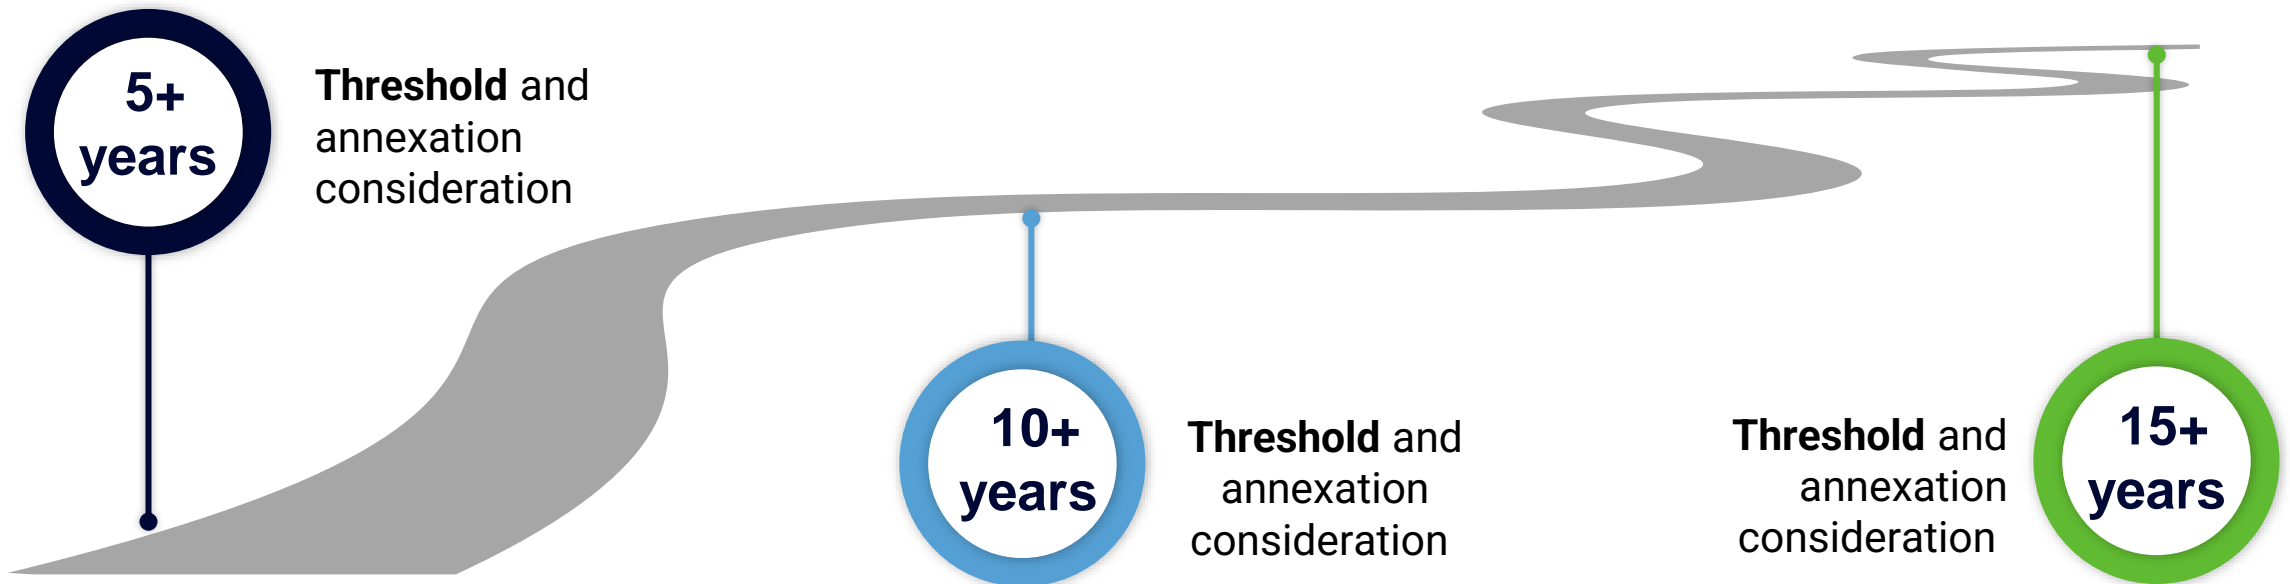 5+
years
Threshold and
annexation
consideration
10+
years
Threshold and
annexation
consideration
Threshold and
annexation
consideration
15+
years